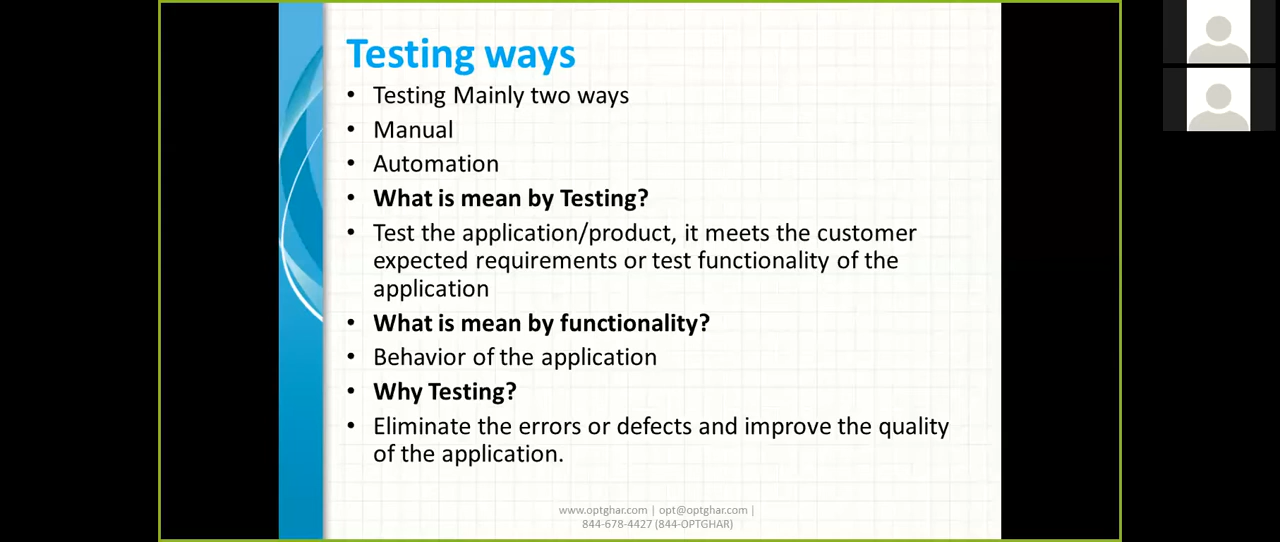 Testing ways
• Testing Mainly two ways
• Manual
• Automation
• What is mean by Testing?
• Test the application/product, it meets the customer
expected requirements or test functionality of the
application
• What is mean by functionality?
• Behavior of the application
• Why Testing?
• Eliminate the errors or defects and improve the quality
of the application.
www.optghar.com | opt@optghar.com |
844-678-4427 (844-OPTGHAR)